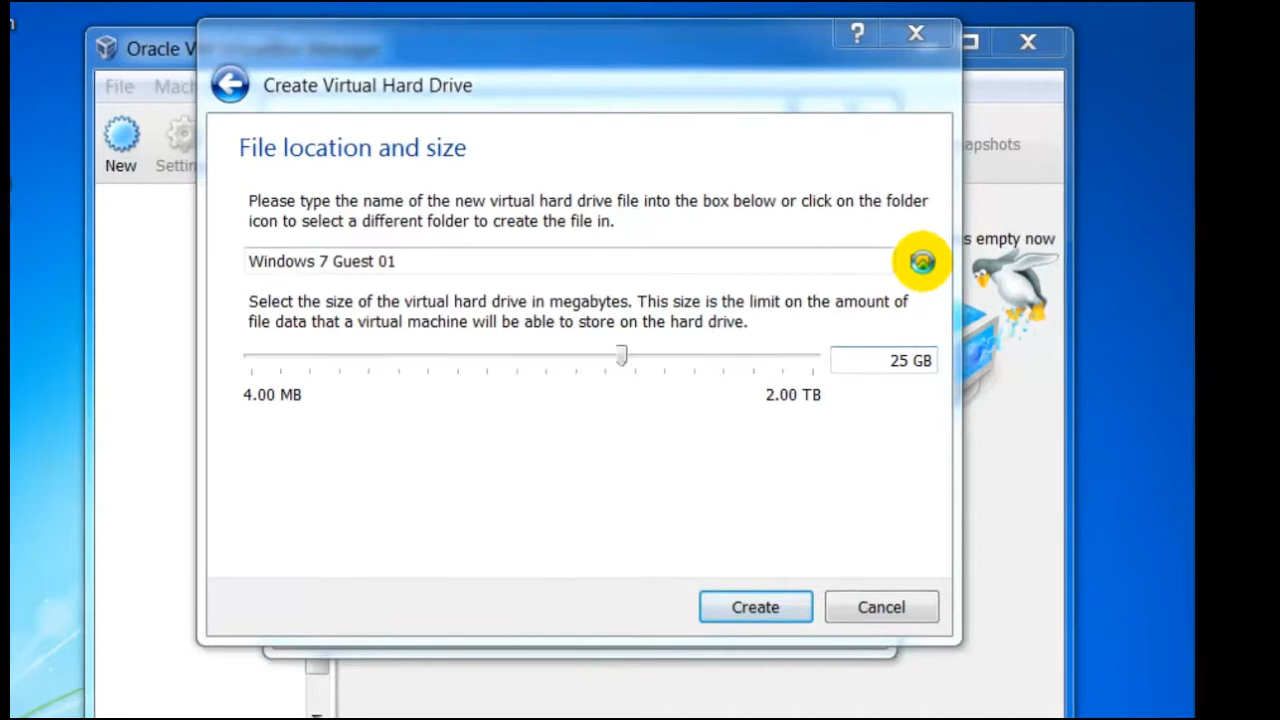 Oracle V
?
File
Mach
Create Virtual Hard Drive
New
Settin
apshots
File location and size
Please type the name of the new virtual hard drive file into the box below or click on the folder
icon to select a different folder to create the file in.
s empty now
Windows 7 Guest 01
Select the size of the virtual hard drive in megabytes. This size is the limit on the amount of
file data that a virtual machine will be able to store on the hard drive.
25 GB
4.00 MB
2.00 TB
Create
Cancel